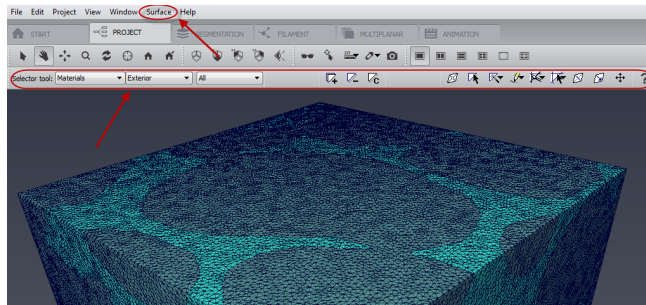 File Edit Project View Window Surface Help
START PROJECT SEGMENTATION FILAMENT MULTIPLANAR ANIMATION
Selector tool: Materials Exterior All